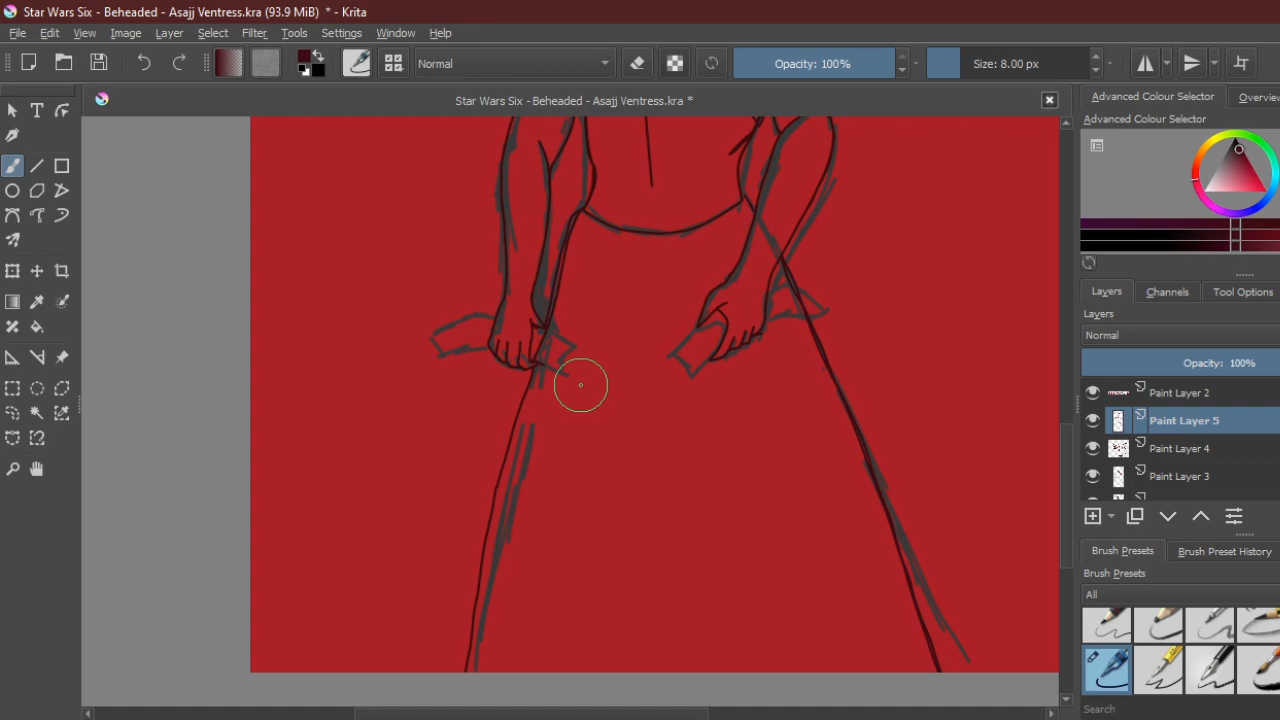 Star Wars Six - Beheaded - Asajj Ventress.kra (93.9 MiB) * - Krita
File Edit View Image Layer Select Filter Tools Settings Window Help
Normal Opacity: 100% Size: 8.00 px
Star Wars Six - Beheaded - Asajj Ventress.kra *
Advanced Colour Selector Overview
Advanced Colour Selector
Layers Channels Tool Options
Layers
Normal
Opacity: 100%
Paint Layer 2
Paint Layer 5
Paint Layer 4
Paint Layer 3
Brush Presets Brush Preset History
Brush Presets
All
Search